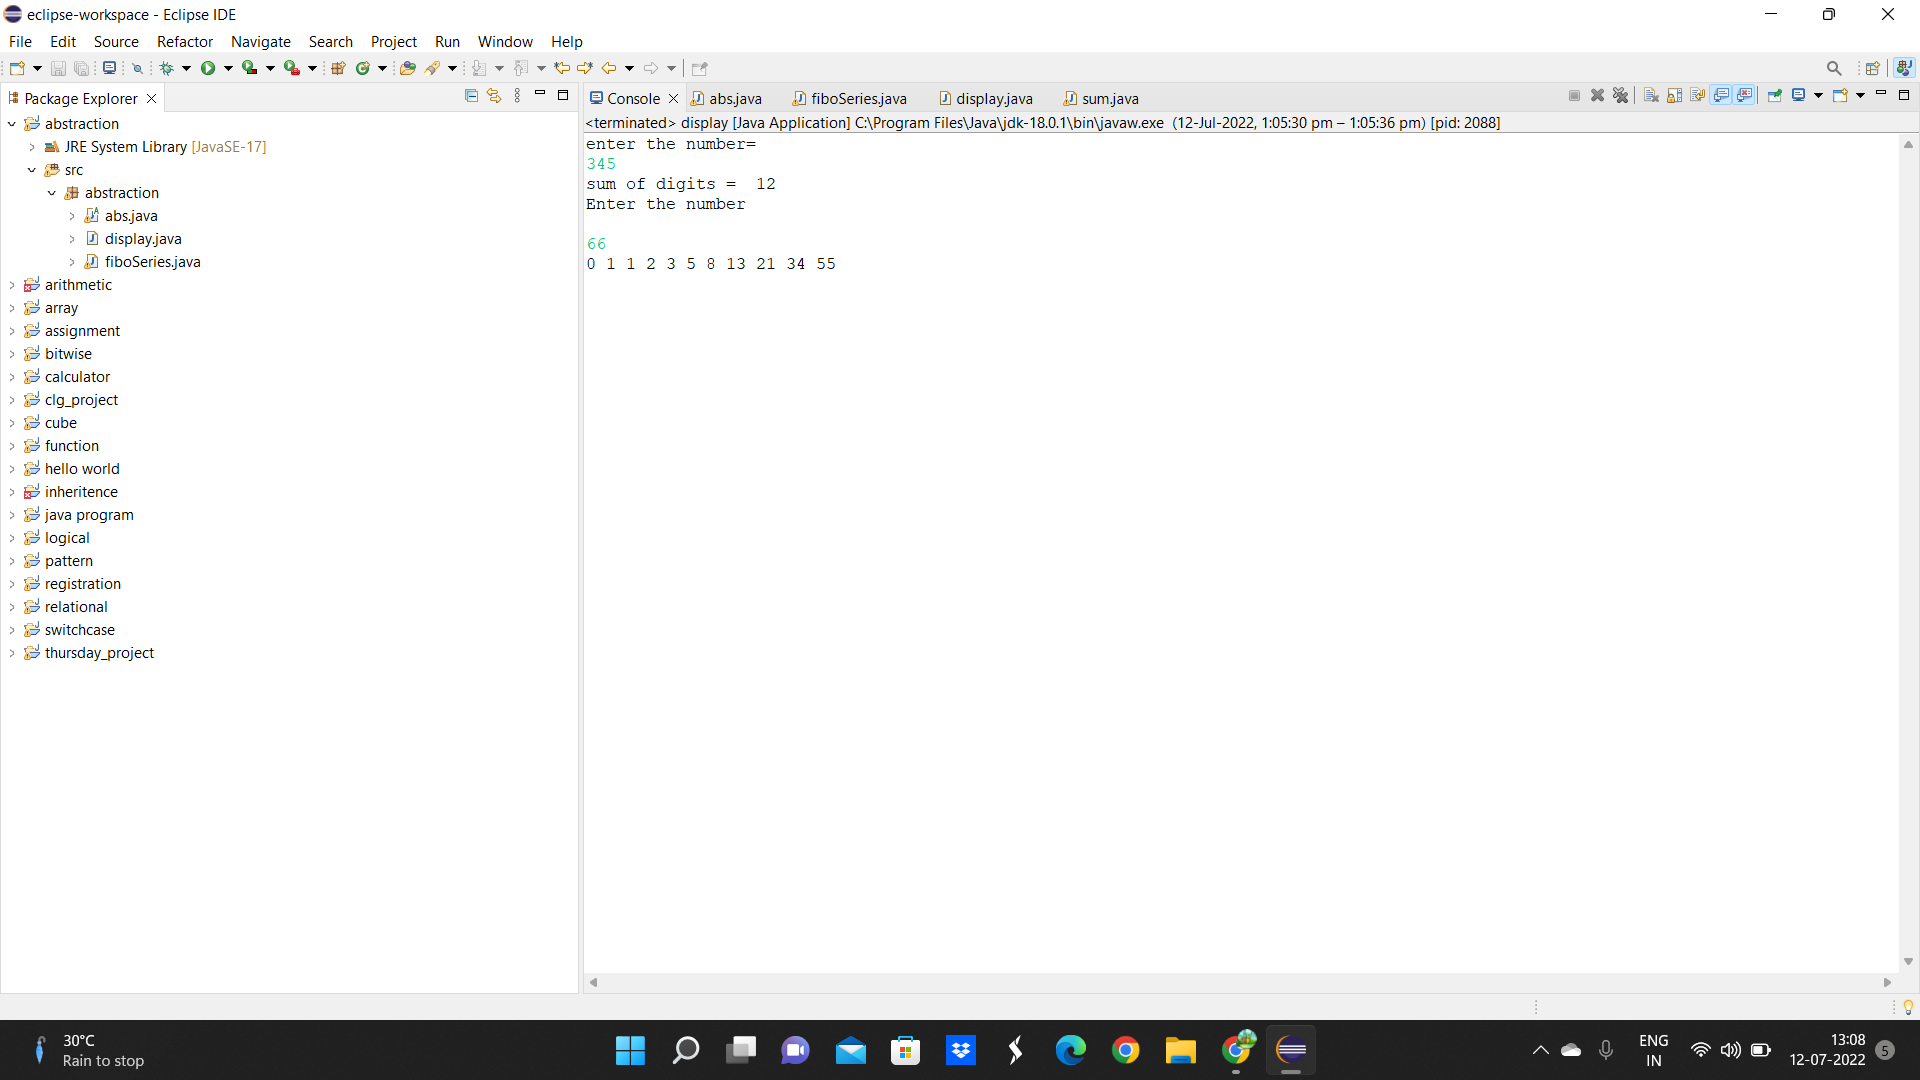 eclipse-workspace - Eclipse IDE
File Edit Source Refactor Navigate Search Project Run Window Help
Package Explorer
abstraction
JRE System Library [JavaSE-17]
src
abstraction
abs.java
display.java
fiboSeries.java
arithmetic
array
assignment
bitwise
calculator
clg_project
cube
function
hello world
inheritence
java program
logical
pattern
registration
relational
switchcase
thursday_project
Console abs.java fiboSeries.java display.java sum.java
<terminated> display [Java Application] C:\Program Files\Java\jdk-18.0.1\bin\javaw.exe (12-Jul-2022, 1:05:30 pm – 1:05:36 pm) [pid: 2088]
enter the number=
345
sum of digits =  12
Enter the number
66
0 1 1 2 3 5 8 13 21 34 55
30°C
Rain to stop
ENG
IN
13:08
12-07-2022
5